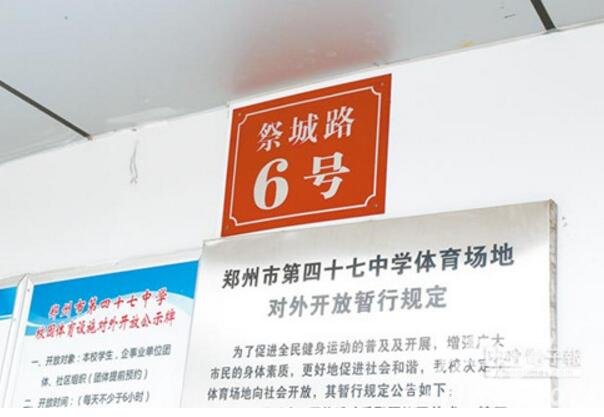 祭城路
6号
郑州市第四十七中学体育场地
对外开放暂行规定
为了促进全民健身运动的普及及开展，增强广大
市民的身体素质，更好地促进社会和谐，我校决定
体育场地向社会开放，其暂行规定公告如下：
郑州市第四十七中学
校园体育设施对外开放公示牌
一、开放对象：本校学生，企事业单位团
体、社区组织（团体提前预约）
二、开放时间：（每天不少于6小时）